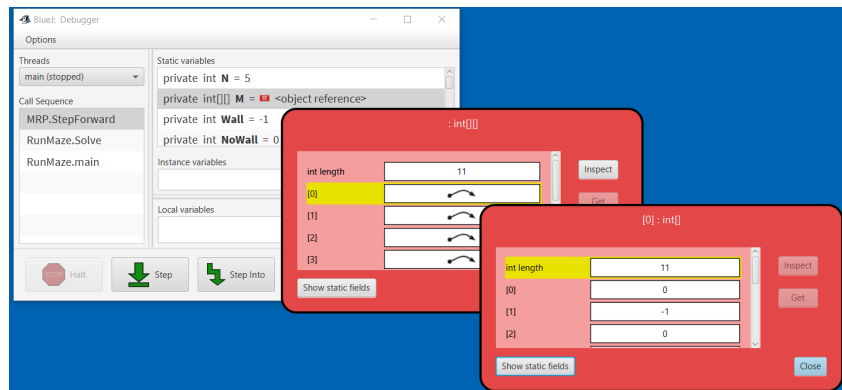 BlueJ: Debugger
Options
Threads
main (stopped)
Call Sequence
MRP.StepForward
RunMaze.Solve
RunMaze.main
Static variables
private int N = 5
private int[][] M = <object reference>
private int Wall = -1
private int NoWall = 0
Instance variables
Local variables
STOP Halt
Step
Step Into
: int[][]
int length 11
[0]
[1]
[2]
[3]
Inspect
Get
Show static fields
[0] : int[]
int length 11
[0] 0
[1] -1
[2] 0
Inspect
Get
Show static fields
Close